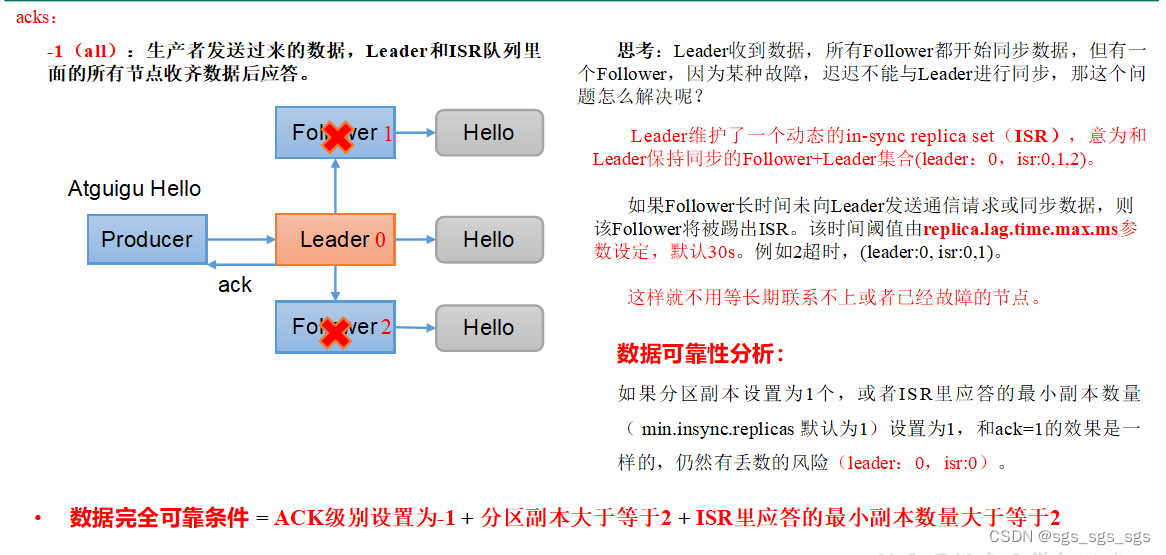 acks：
-1（all）：生产者发送过来的数据，Leader和ISR队列里
面的所有节点收齐数据后应答。
Follower 1
Hello
Atguigu Hello
Producer
Leader 0
Hello
ack
Follower 2
Hello
思考：Leader收到数据，所有Follower都开始同步数据，但有一
个Follower，因为某种故障，迟迟不能与Leader进行同步，那这个问
题怎么解决呢？
Leader维护了一个动态的in-sync replica set（ISR），意为和
Leader保持同步的Follower+Leader集合(leader：0，isr:0,1,2)。
如果Follower长时间未向Leader发送通信请求或同步数据，则
该Follower将被踢出ISR。该时间阈值由replica.lag.time.max.ms参
数设定，默认30s。例如2超时，(leader:0, isr:0,1)。
这样就不用等长期联系不上或者已经故障的节点。
数据可靠性分析：
如果分区副本设置为1个，或者ISR里应答的最小副本数量
（ min.insync.replicas 默认为1）设置为1，和ack=1的效果是一
样的，仍然有丢数的风险（leader：0，isr:0）。
• 数据完全可靠条件 = ACK级别设置为-1 + 分区副本大于等于2 + ISR里应答的最小副本数量大于等于2
CSDN @sgs_sgs_sgs